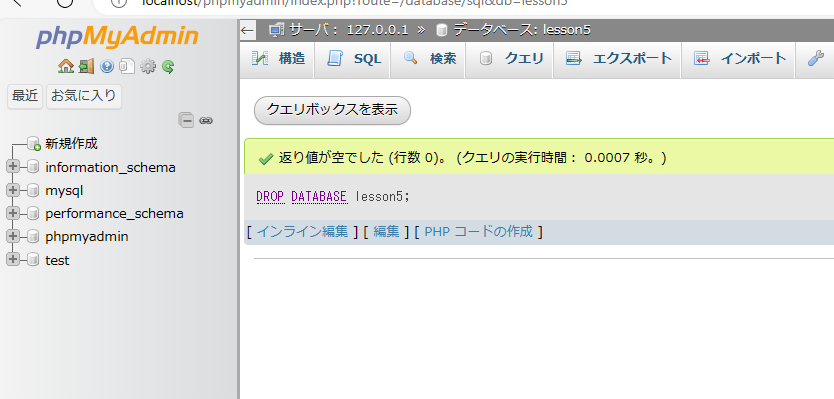 localhost/phpmyadmin/index.php?route=/database/sql&db=lesson5
phpMyAdmin
最近 お気に入り
新規作成
information_schema
mysql
performance_schema
phpmyadmin
test
サーバ： 127.0.0.1 » データベース: lesson5
構造 SQL 検索 クエリ エクスポート インポート
クエリボックスを表示
返り値が空でした (行数 0)。 (クエリの実行時間： 0.0007 秒。)
DROP DATABASE lesson5;
[ インライン編集 ] [ 編集 ] [ PHP コードの作成 ]